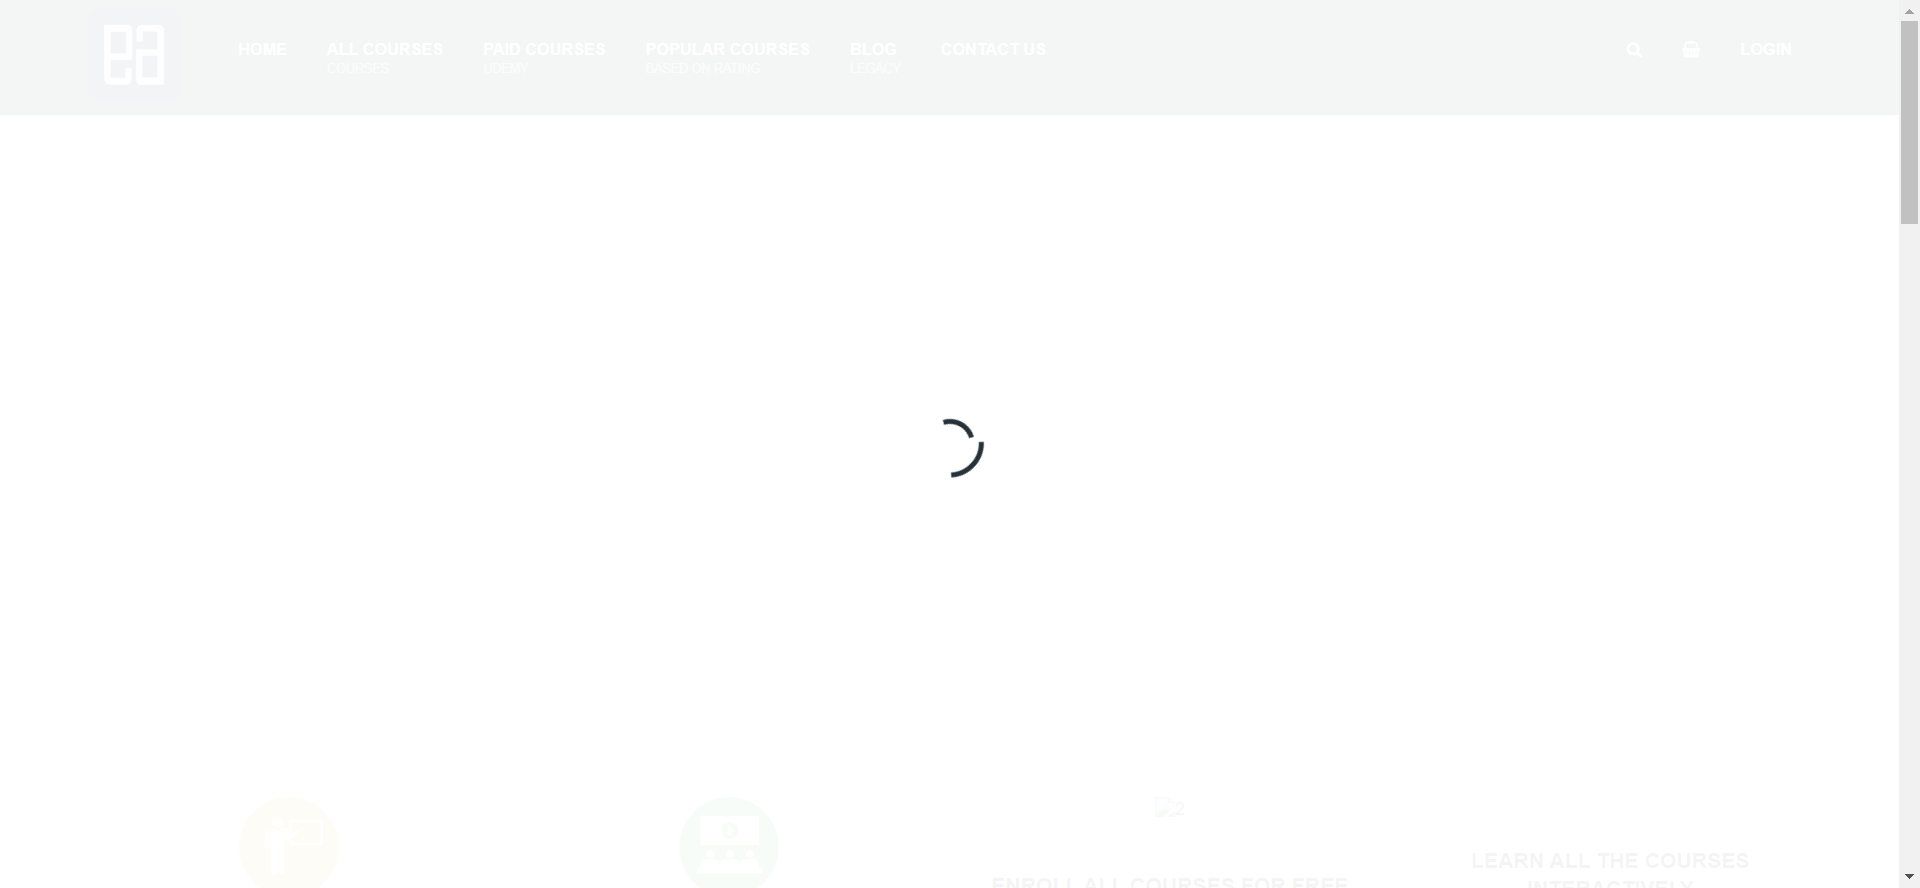 HOME ALL COURSES PAID COURSES POPULAR COURSES BLOG CONTACT US LOGIN
COURSES UDEMY BASED ON RATING LEGACY
2
LEARN ALL THE COURSES
ENROLL ALL COURSES FOR FREE
INTERACTIVELY